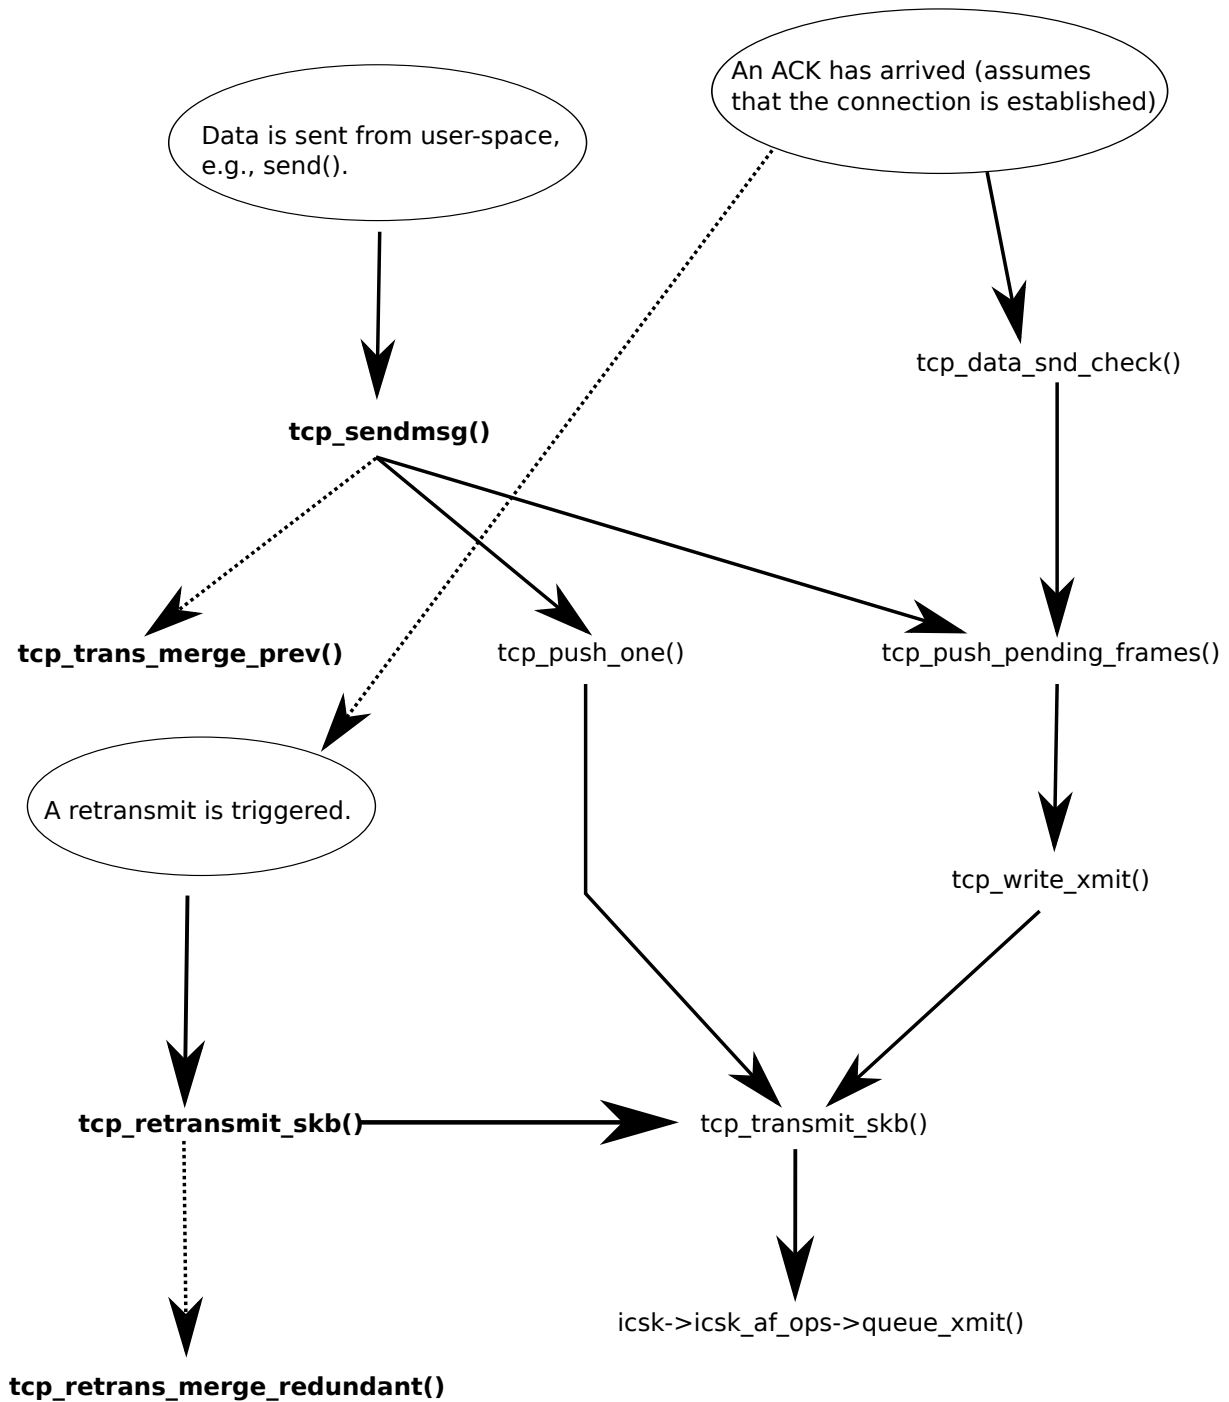 An ACK has arrived (assumes
that the connection is established)
Data is sent from user-space,
e.g., send().
tcp_data_snd_check()
tcp_sendmsg()
tcp_trans_merge_prev()
tcp_push_one()
tcp_push_pending_frames()
A retransmit is triggered.
tcp_write_xmit()
tcp_retransmit_skb()
tcp_transmit_skb()
icsk->icsk_af_ops->queue_xmit()
tcp_retrans_merge_redundant()